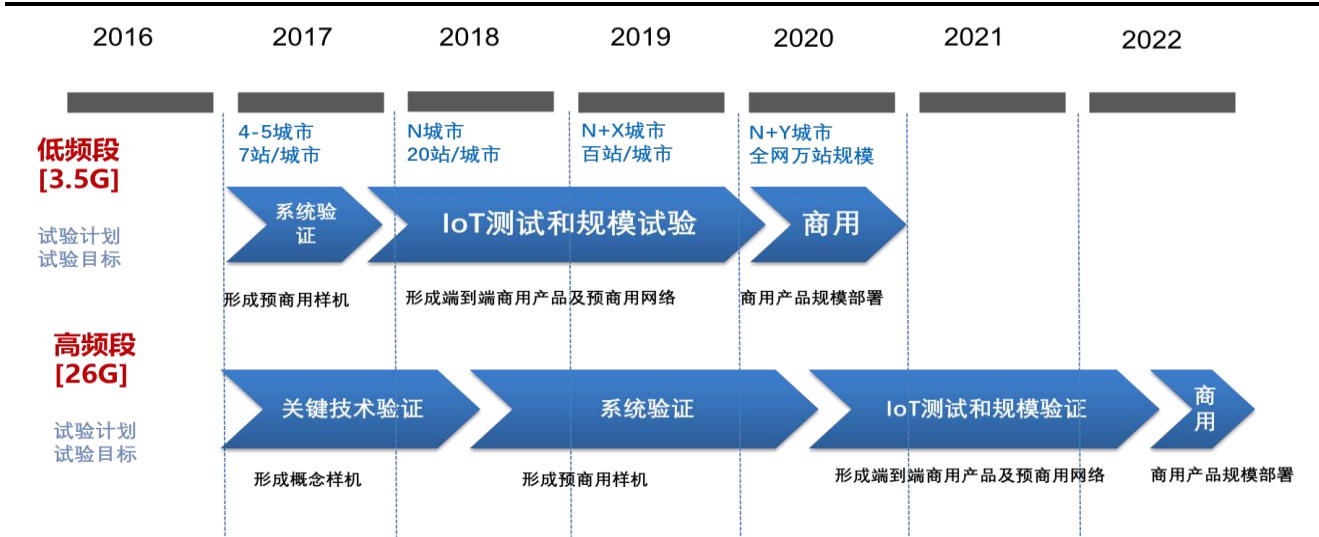 2016 2017 2018 2019 2020 2021 2022
低频段
[3.5G]
试验计划
试验目标
4-5城市
7站/城市
N城市
20站/城市
N+X城市
百站/城市
N+Y城市
全网万站规模
系统验
证
IoT测试和规模试验
商用
形成预商用样机
形成端到端商用产品及预商用网络
商用产品规模部署
高频段
[26G]
试验计划
试验目标
关键技术验证
系统验证
IoT测试和规模验证
商
用
形成概念样机
形成预商用样机
形成端到端商用产品及预商用网络
商用产品规模部署